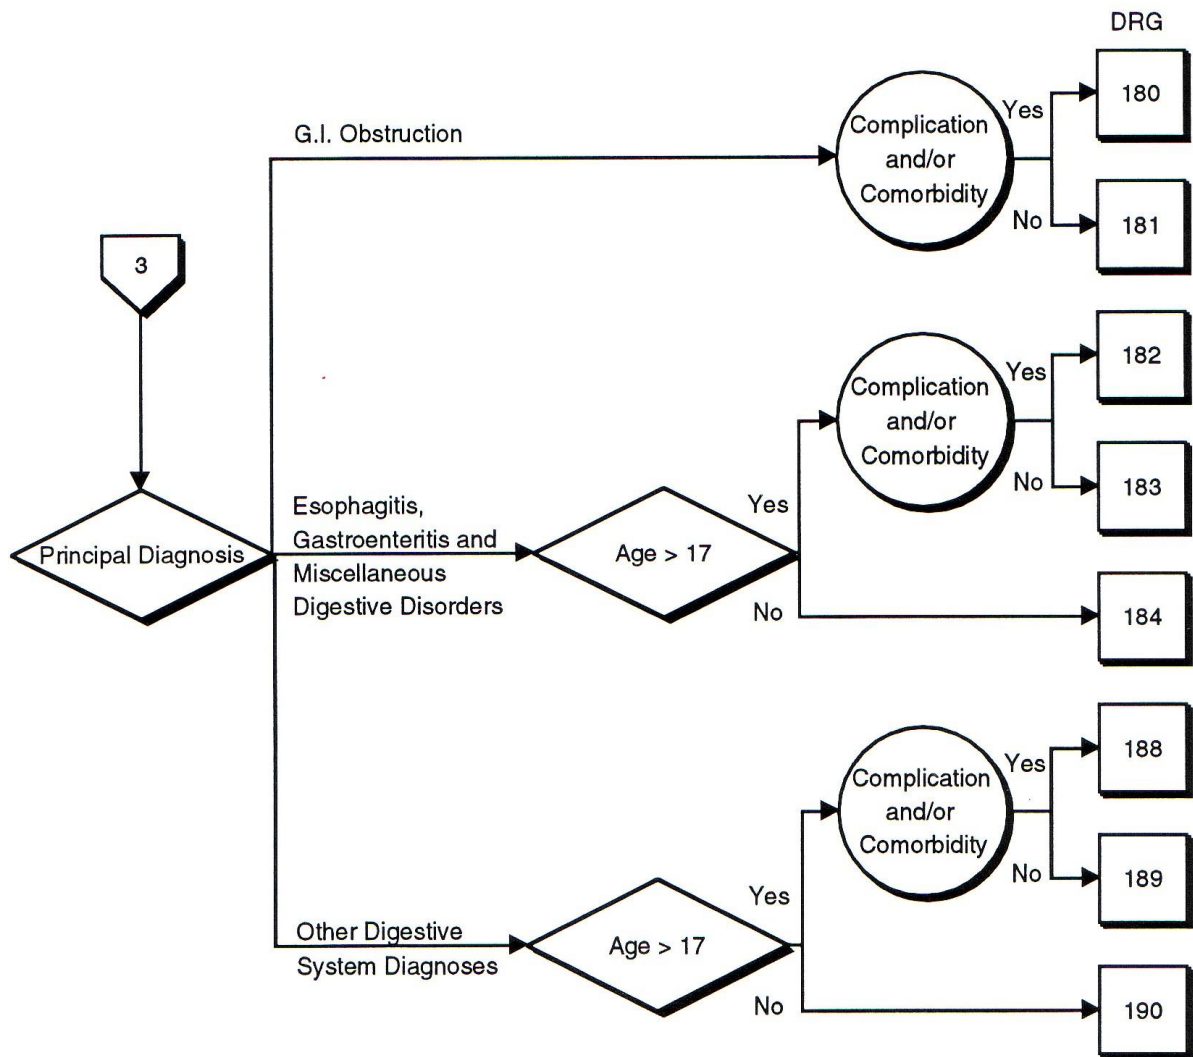 DRG
G.I. Obstruction
Complication
and/or
Comorbidity
Yes
180
No
181
3
Principal Diagnosis
Esophagitis,
Gastroenteritis and
Miscellaneous
Digestive Disorders
Age > 17
Yes
Complication
and/or
Comorbidity
Yes
182
No
183
No
184
Other Digestive
System Diagnoses
Age > 17
Yes
Complication
and/or
Comorbidity
Yes
188
No
189
No
190